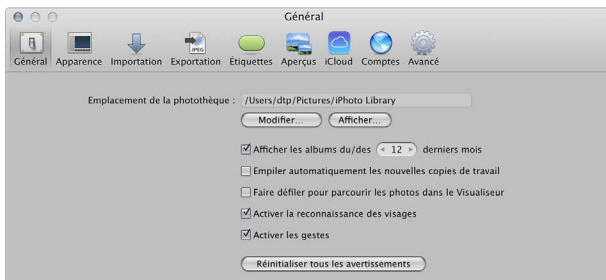 Général
JPEG
Général Apparence Importation Exportation Étiquettes Aperçus iCloud Comptes Avancé
Emplacement de la photothèque : /Users/dtp/Pictures/iPhoto Library
Modifier... Afficher...
Afficher les albums du/des 12 derniers mois
Empiler automatiquement les nouvelles copies de travail
Faire défiler pour parcourir les photos dans le Visualiseur
Activer la reconnaissance des visages
Activer les gestes
Réinitialiser tous les avertissements